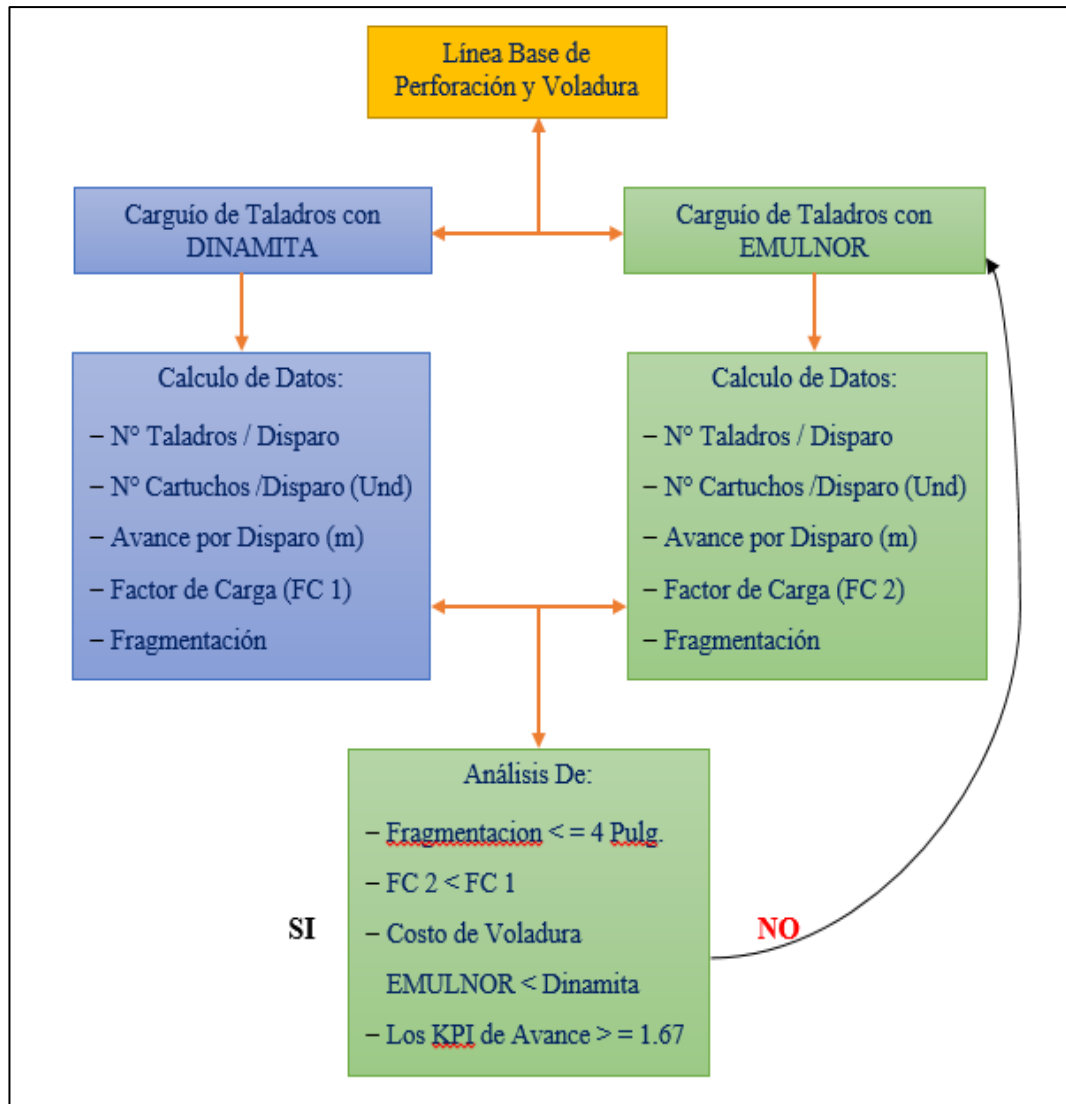 Línea Base de
Perforación y Voladura
Carguío de Taladros con
DINAMITA
Carguío de Taladros con
EMULNOR
Calculo de Datos:
– N° Taladros / Disparo
– N° Cartuchos /Disparo (Und)
– Avance por Disparo (m)
– Factor de Carga (FC 1)
– Fragmentación
Calculo de Datos:
– N° Taladros / Disparo
– N° Cartuchos /Disparo (Und)
– Avance por Disparo (m)
– Factor de Carga (FC 2)
– Fragmentación
Análisis De:
– Fragmentacion < = 4 Pulg.
– FC 2 < FC 1
– Costo de Voladura
EMULNOR < Dinamita
– Los KPI de Avance > = 1.67
SI
NO